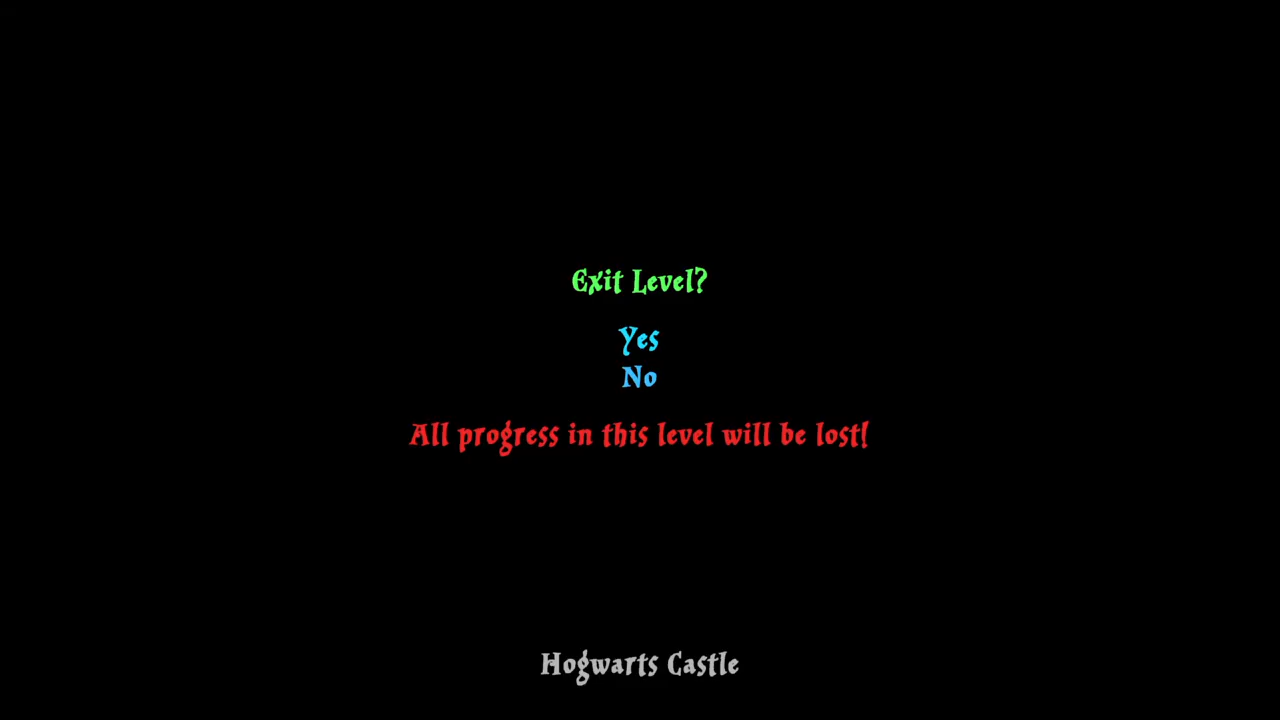 Exit Level?
Yes
No
All progress in this level will be lost!
Hogwarts Castle